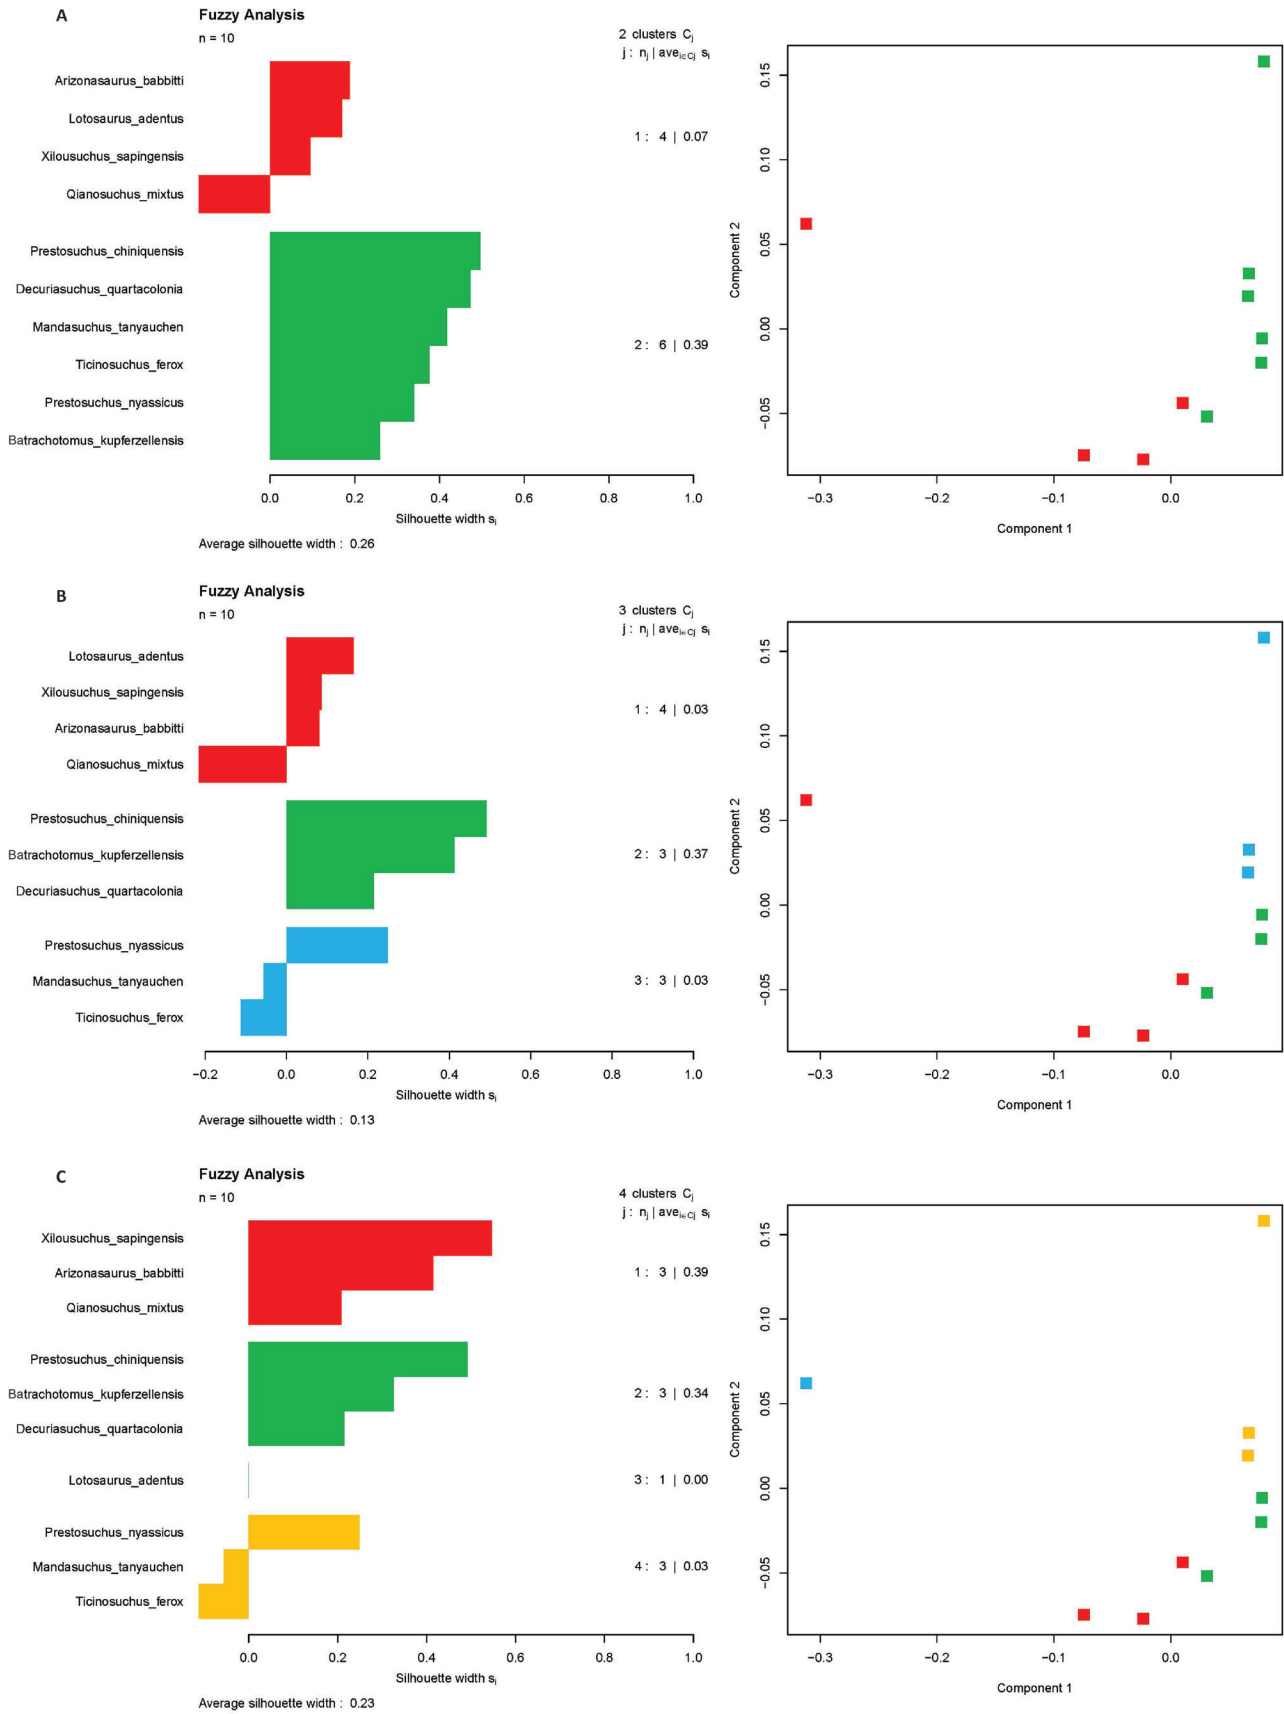 A
Fuzzy Analysis
n = 10
2 clusters Cj
j : nj | avei∈Cj si
Arizonasaurus_babbitti
Lotosaurus_adentus
Xilousuchus_sapingensis
Qianosuchus_mixtus
1 : 4 | 0.07
Prestosuchus_chiniquensis
Decuriasuchus_quartacolonia
Mandasuchus_tanyauchen
Ticinosuchus_ferox
Prestosuchus_nyassicus
Batrachotomus_kupferzellensis
2 : 6 | 0.39
0.0 0.2 0.4 0.6 0.8 1.0
Silhouette width si
Average silhouette width : 0.26
Component 2
0.15
0.10
0.05
0.00
−0.05
−0.3 −0.2 −0.1 0.0
Component 1
B
Fuzzy Analysis
n = 10
3 clusters Cj
j : nj | avei∈Cj si
Lotosaurus_adentus
Xilousuchus_sapingensis
Arizonasaurus_babbitti
Qianosuchus_mixtus
1 : 4 | 0.03
Prestosuchus_chiniquensis
Batrachotomus_kupferzellensis
Decuriasuchus_quartacolonia
2 : 3 | 0.37
Prestosuchus_nyassicus
Mandasuchus_tanyauchen
Ticinosuchus_ferox
3 : 3 | 0.03
−0.2 0.0 0.2 0.4 0.6 0.8 1.0
Silhouette width si
Average silhouette width : 0.13
Component 2
0.15
0.10
0.05
0.00
−0.05
−0.3 −0.2 −0.1 0.0
Component 1
C
Fuzzy Analysis
n = 10
4 clusters Cj
j : nj | avei∈Cj si
Xilousuchus_sapingensis
Arizonasaurus_babbitti
Qianosuchus_mixtus
1 : 3 | 0.39
Prestosuchus_chiniquensis
Batrachotomus_kupferzellensis
Decuriasuchus_quartacolonia
2 : 3 | 0.34
Lotosaurus_adentus
3 : 1 | 0.00
Prestosuchus_nyassicus
Mandasuchus_tanyauchen
Ticinosuchus_ferox
4 : 3 | 0.03
0.0 0.2 0.4 0.6 0.8 1.0
Silhouette width si
Average silhouette width : 0.23
Component 2
0.15
0.10
0.05
0.00
−0.05
−0.3 −0.2 −0.1 0.0
Component 1